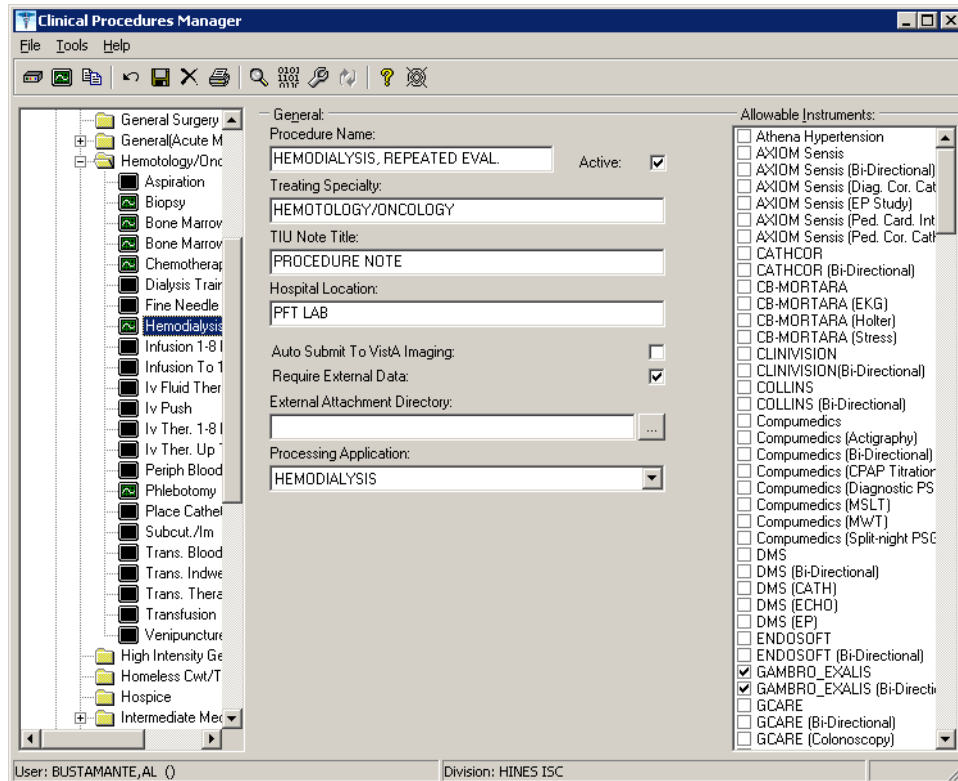 Clinical Procedures Manager
File Tools Help
General Surgery
General(Acute M
Hemotology/Onc
Aspiration
Biopsy
Bone Marrow
Bone Marrow
Chemotherap
Dialysis Train
Fine Needle
Hemodialysis
Infusion 1-8 
Infusion To 1
Iv Fluid Ther
Iv Push
Iv Ther. 1-8 
Iv Ther. Up 
Periph Blood
Phlebotomy
Place Cathe
Subcut./Im
Trans. Blood
Trans. Indwe
Trans. Thera
Transfusion
Venipuncture
High Intensity Ge
Homeless Cwt/T
Hospice
Intermediate Med
General:
Procedure Name:
HEMODIALYSIS, REPEATED EVAL.
Active:
Treating Specialty:
HEMOTOLOGY/ONCOLOGY
TIU Note Title:
PROCEDURE NOTE
Hospital Location:
PFT LAB
Auto Submit To VistA Imaging:
Require External Data:
External Attachment Directory:
...
Processing Application:
HEMODIALYSIS
Allowable Instruments:
Athena Hypertension
AXIOM Sensis
AXIOM Sensis (Bi-Directional)
AXIOM Sensis (Diag. Cor. Cat
AXIOM Sensis (EP Study)
AXIOM Sensis (Ped. Card. Int
AXIOM Sensis (Ped. Cor. Cath
CATHCOR
CATHCOR (Bi-Directional)
CB-MORTARA
CB-MORTARA (EKG)
CB-MORTARA (Holter)
CB-MORTARA (Stress)
CLINIVISION
CLINIVISION(Bi-Directional)
COLLINS
COLLINS (Bi-Directional)
Compumedics
Compumedics (Actigraphy)
Compumedics (Bi-Directional)
Compumedics (CPAP Titration
Compumedics (Diagnostic PS
Compumedics (MSLT)
Compumedics (MWT)
Compumedics (Split-night PSG
DMS
DMS (Bi-Directional)
DMS (CATH)
DMS (ECHO)
DMS (EP)
ENDOSOFT
ENDOSOFT (Bi-Directional)
GAMBRO_EXALIS
GAMBRO_EXALIS (Bi-Directi
GCARE
GCARE (Bi-Directional)
GCARE (Colonoscopy)
User: BUSTAMANTE,AL ()
Division: HINES ISC